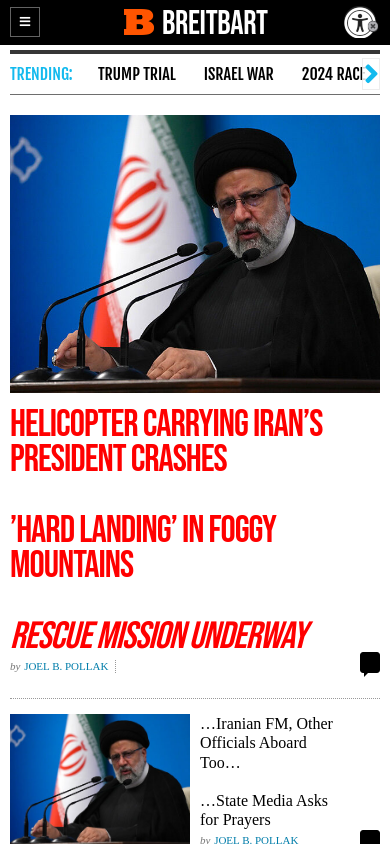 BREITBART
TRENDING:
TRUMP TRIAL
ISRAEL WAR
2024 RACE
HELICOPTER CARRYING IRAN’S
PRESIDENT CRASHES
’HARD LANDING’ IN FOGGY
MOUNTAINS
RESCUE MISSION UNDERWAY
by JOEL B. POLLAK
…Iranian FM, Other
Officials Aboard
Too…
…State Media Asks
for Prayers
by JOEL B. POLLAK